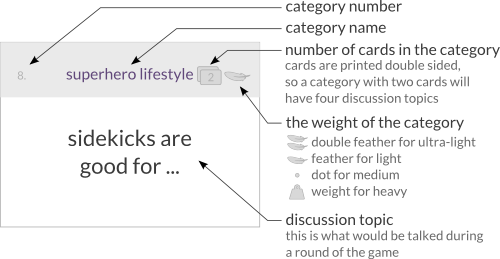 category number
category name
number of cards in the category
cards are printed double sided,
so a category with two cards will
have four discussion topics
8. superhero lifestyle 2
the weight of the category
double feather for ultra-light
feather for light
dot for medium
weight for heavy
sidekicks are
good for ...
discussion topic
this is what would be talked during
a round of the game